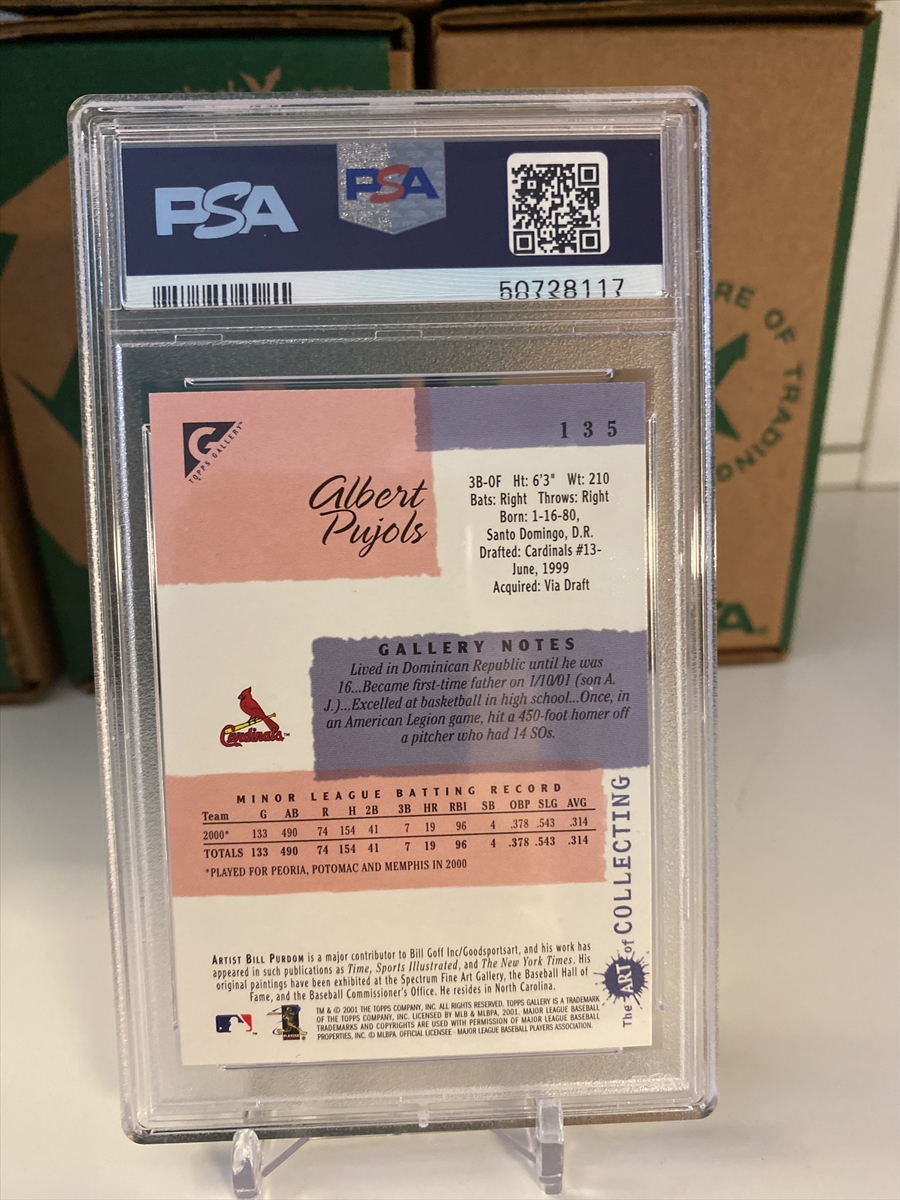 PSA
PSA
50728117
RE OF TRADING
TOPPS GALLERY™
135
Albert
Pujols
3B-OF Ht: 6'3" Wt: 210
Bats: Right Throws: Right
Born: 1-16-80,
Santo Domingo, D.R.
Drafted: Cardinals #13-
June, 1999
Acquired: Via Draft
GALLERY NOTES
Lived in Dominican Republic until he was
16...Became first-time father on 1/10/01 (son A.
J.)...Excelled at basketball in high school...Once, in
an American Legion game, hit a 450-foot homer off
a pitcher who had 14 SOs.
Cardinals™
MINOR LEAGUE BATTING RECORD
Team G AB R H 2B 3B HR RBI SB OBP SLG AVG
2000* 133 490 74 154 41 7 19 96 4 .378 .543 .314
TOTALS 133 490 74 154 41 7 19 96 4 .378 .543 .314
*PLAYED FOR PEORIA, POTOMAC AND MEMPHIS IN 2000
The ART of COLLECTING
ARTIST BILL PURDOM is a major contributor to Bill Goff Inc/Goodsportsart, and his work has
appeared in such publications as Time, Sports Illustrated, and The New York Times. His
original paintings have been exhibited at the Spectrum Fine Art Gallery, the Baseball Hall of
Fame, and the Baseball Commissioner's Office. He resides in North Carolina.
TM & © 2001 THE TOPPS COMPANY, INC. ALL RIGHTS RESERVED. TOPPS GALLERY IS A TRADEMARK
OF THE TOPPS COMPANY, INC. LICENSED BY MLB & MLBPA, 2001. MAJOR LEAGUE BASEBALL
TRADEMARKS AND COPYRIGHTS ARE USED WITH PERMISSION OF MAJOR LEAGUE BASEBALL
PROPERTIES, INC. © MLBPA. OFFICIAL LICENSEE - MAJOR LEAGUE BASEBALL PLAYERS ASSOCIATION.